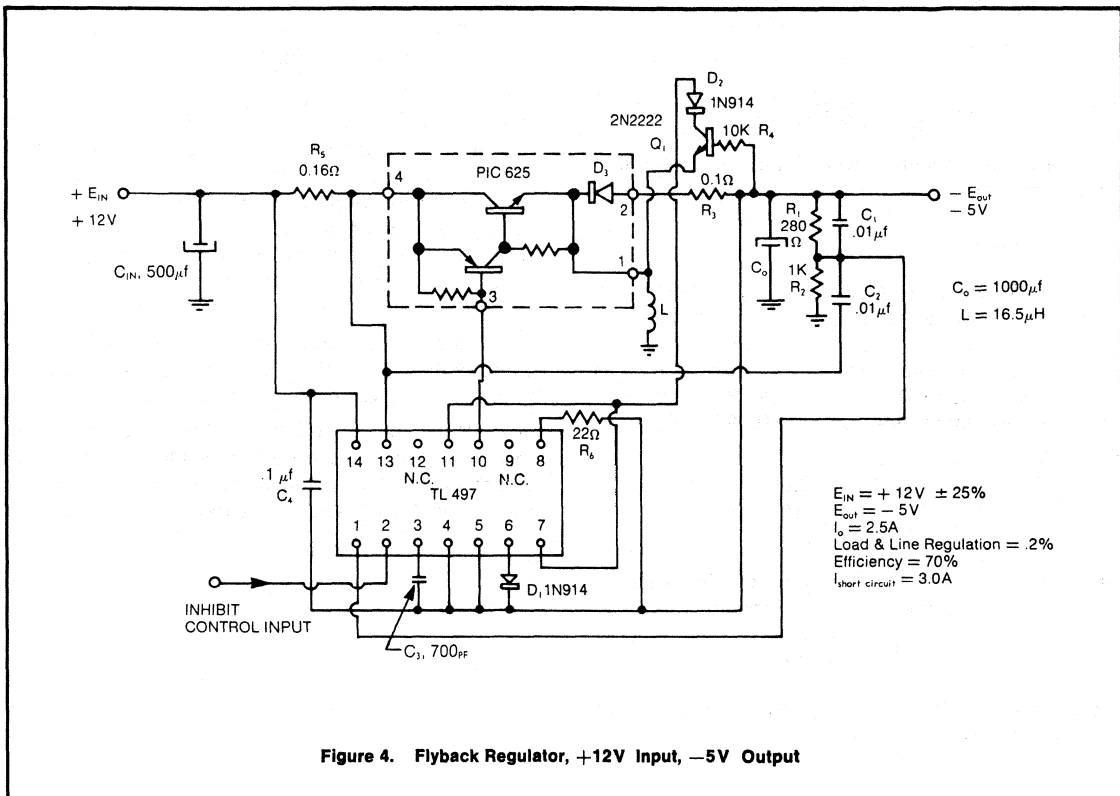 D₂
1N914
2N2222
Q₁
10K R₄
R₅
0.16Ω
4
PIC 625
D₃
0.1Ω
+ E_IN
+ 12V
2
R₃
− E_out
− 5V
R₁
280
Ω
C₁
.01μf
C_IN, 500μf
1
3
C_o
1K
R₂
C₂
.01μf
L
C_o = 1000μf
L = 16.5μH
22Ω
R₆
14 13 12 11 10 9 8
N.C. N.C.
TL 497
.1 μf
C₄
1 2 3 4 5 6 7
E_IN = + 12V ± 25%
E_out = − 5V
I_o = 2.5A
Load & Line Regulation = .2%
Efficiency = 70%
I_short circuit = 3.0A
D₁ 1N914
INHIBIT
CONTROL INPUT
C₃, 700PF
Figure 4. Flyback Regulator, +12V Input, −5V Output